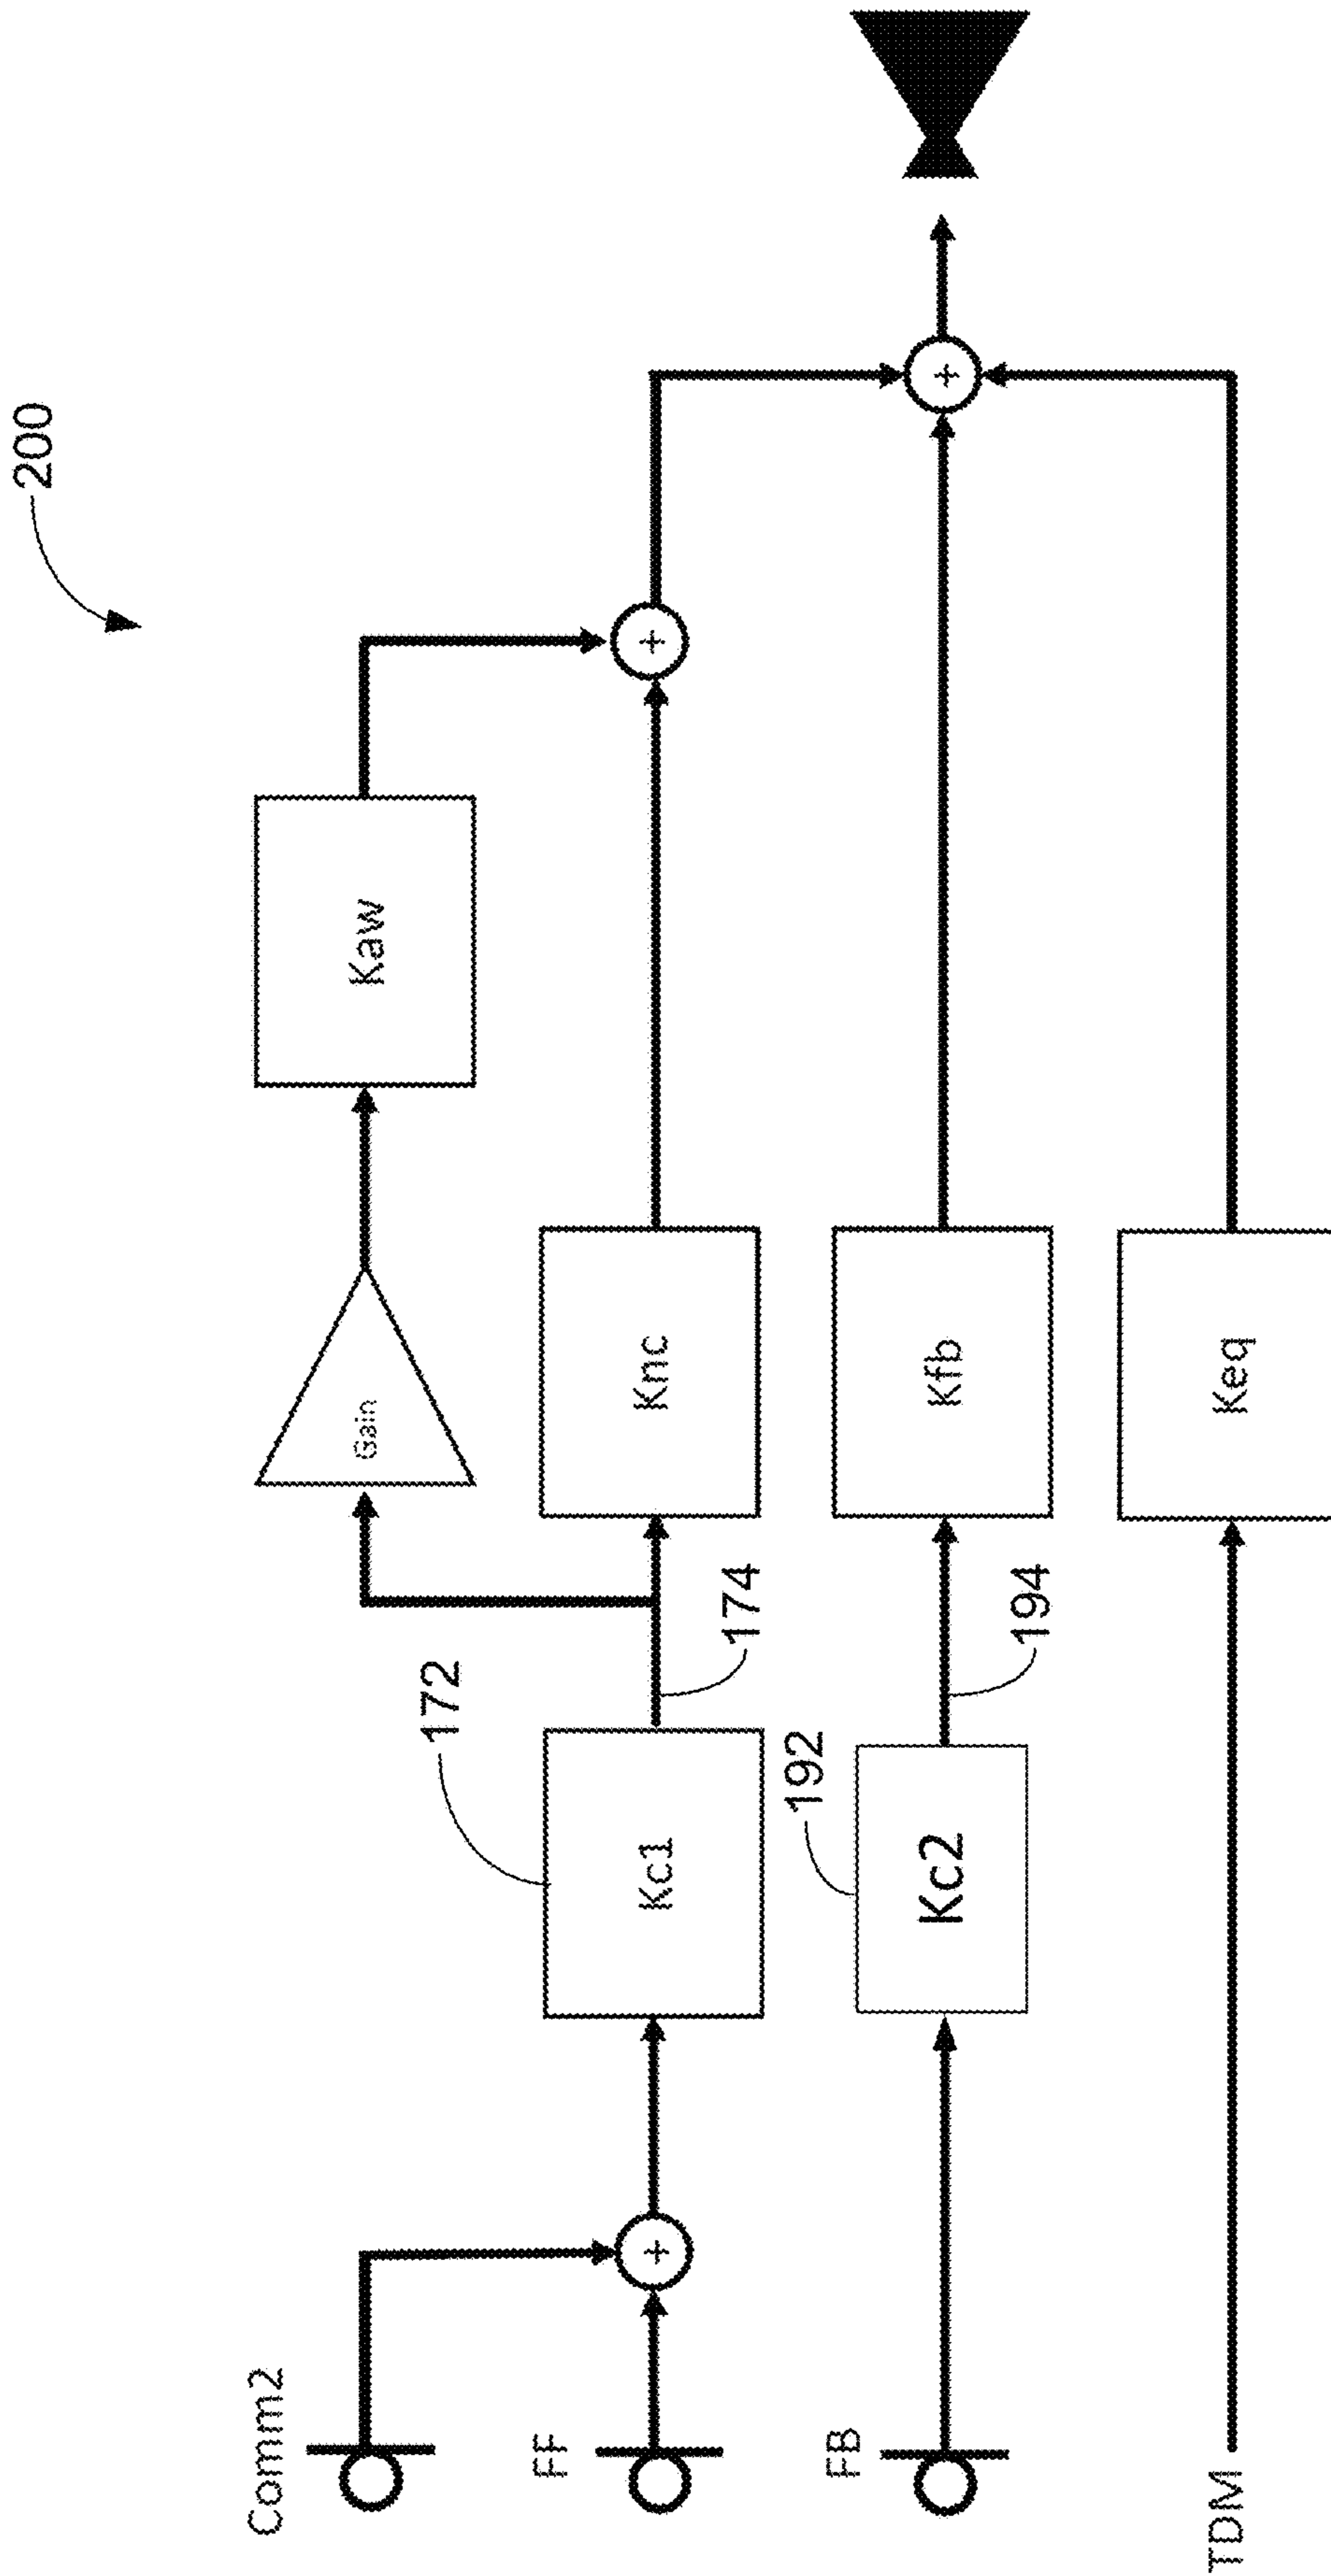 200
Comm2
FF
FB
TDM
+
Kc1
172
174
Kc2
192
194
Gain
Kaw
Knc
Kfb
Keq
+
+